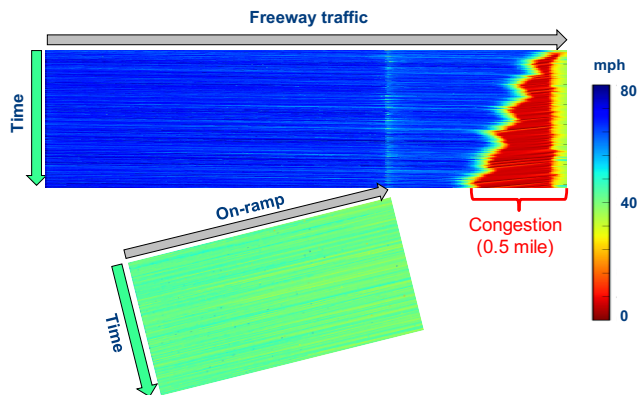 Freeway traffic
Time
mph
80
40
0
On-ramp
Congestion
(0.5 mile)
Time